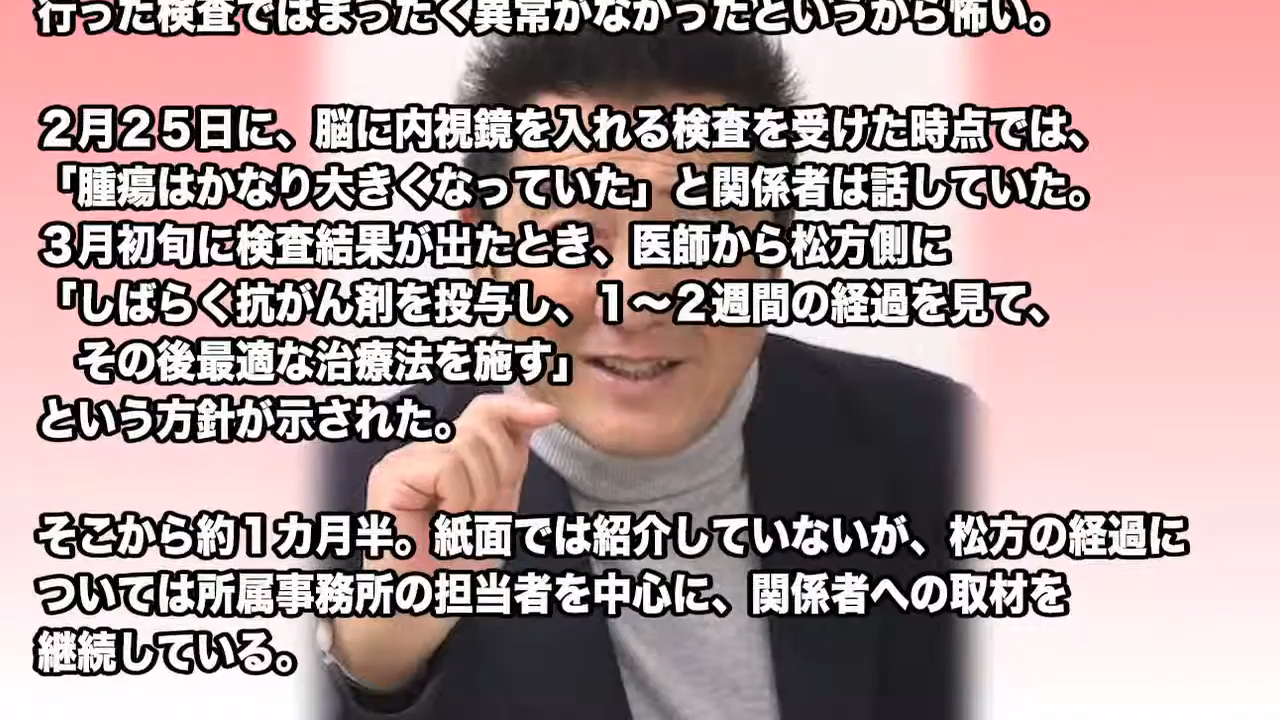 行った検査ではまったく異常がなかったというから怖い。
２月２５日に、脳に内視鏡を入れる検査を受けた時点では、
「腫瘍はかなり大きくなっていた」と関係者は話していた。
３月初旬に検査結果が出たとき、医師から松方側に
「しばらく抗がん剤を投与し、１～２週間の経過を見て、
　その後最適な治療法を施す」
という方針が示された。
そこから約１カ月半。紙面では紹介していないが、松方の経過に
ついては所属事務所の担当者を中心に、関係者への取材を
継続している。